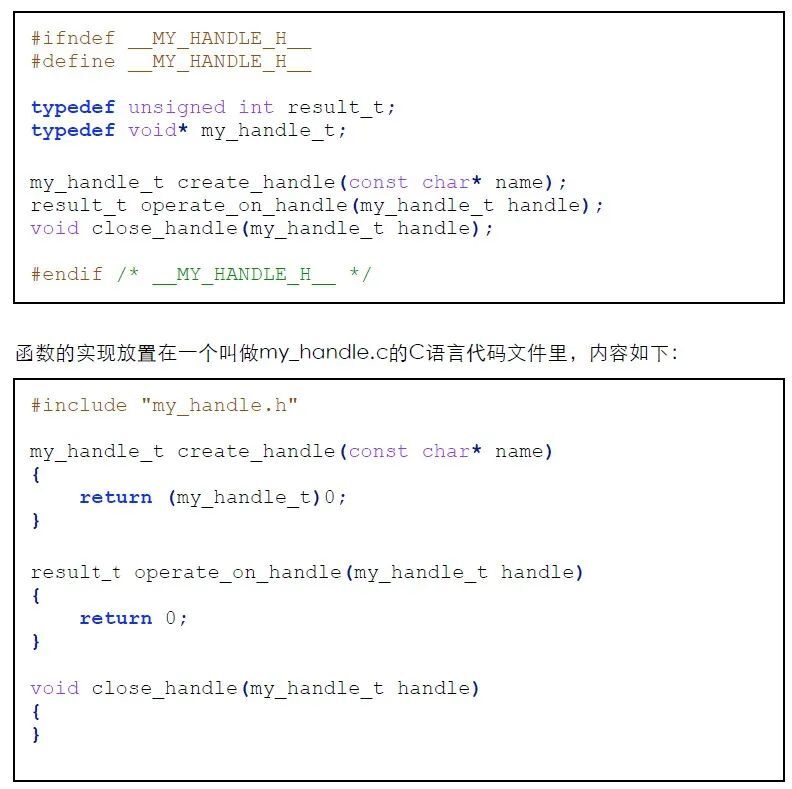 #ifndef __MY_HANDLE_H__
#define __MY_HANDLE_H__
typedef unsigned int result_t;
typedef void* my_handle_t;
my_handle_t create_handle(const char* name);
result_t operate_on_handle(my_handle_t handle);
void close_handle(my_handle_t handle);
#endif /* __MY_HANDLE_H__ */
函数的实现放置在一个叫做my_handle.c的C语言代码文件里，内容如下：
#include "my_handle.h"
my_handle_t create_handle(const char* name)
{
    return (my_handle_t)0;
}
result_t operate_on_handle(my_handle_t handle)
{
    return 0;
}
void close_handle(my_handle_t handle)
{
}